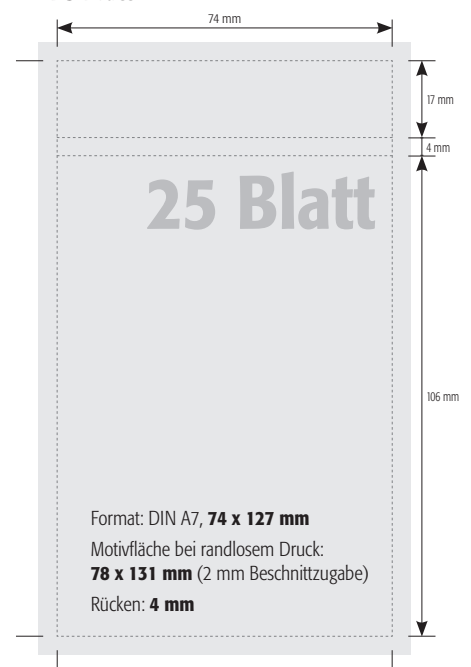 74 mm
17 mm
4 mm
25 Blatt
106 mm
Format: DIN A7, 74 x 127 mm
Motivfläche bei randlosem Druck:
78 x 131 mm (2 mm Beschnittzugabe)
Rücken: 4 mm